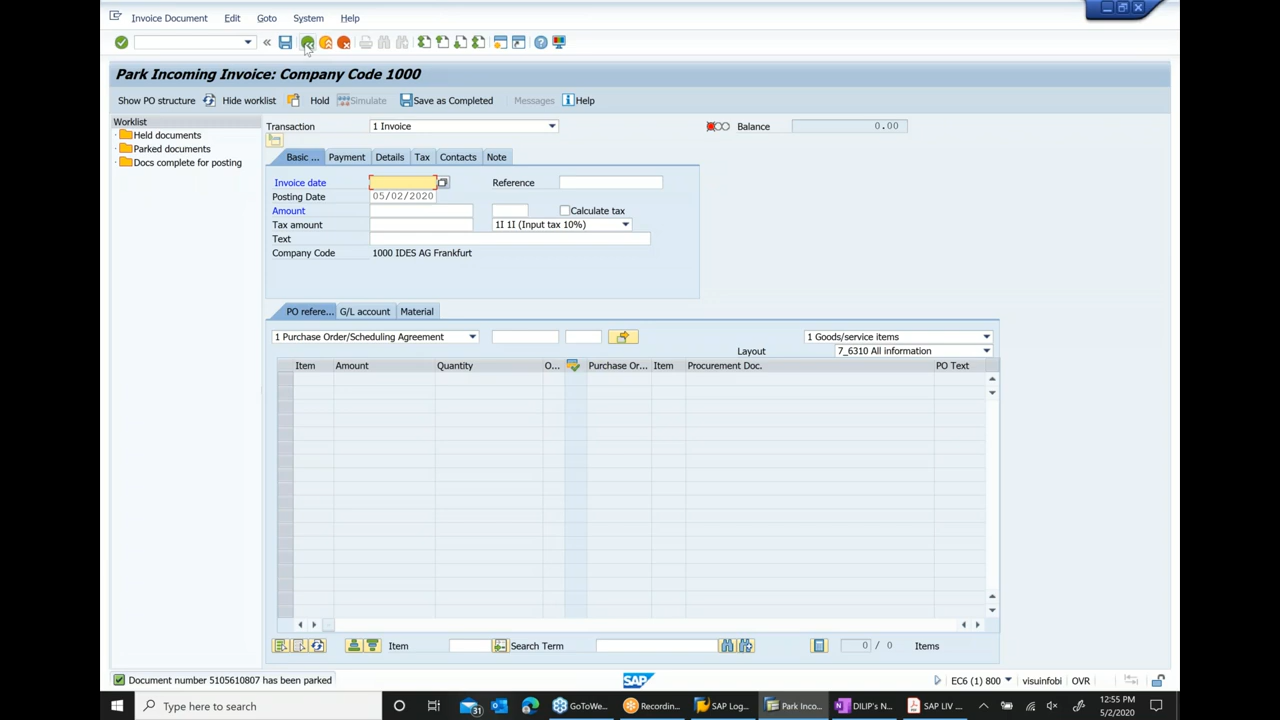 Invoice Document Edit Goto System Help
Park Incoming Invoice: Company Code 1000
Show PO structure Hide worklist Hold Simulate Save as Completed Messages Help
Worklist
Held documents
Parked documents
Docs complete for posting
Transaction 1 Invoice Balance 0.00
Basic ... Payment Details Tax Contacts Note
Invoice date Reference
Posting Date 05/02/2020
Amount Calculate tax
Tax amount 1I 1I (Input tax 10%)
Text
Company Code 1000 IDES AG Frankfurt
PO refere... G/L account Material
1 Purchase Order/Scheduling Agreement 1 Goods/service items
Layout 7_6310 All information
Item Amount Quantity O... Purchase Or... Item Procurement Doc. PO Text
Item Search Term 0 / 0 Items
Document number 5105610807 has been parked SAP EC6 (1) 800 visuinfobi OVR
Type here to search 31 GoToWe... Recordin... SAP Log... Park Inco... DILIP's N... SAP LIV ... 12:55 PM
5/2/2020